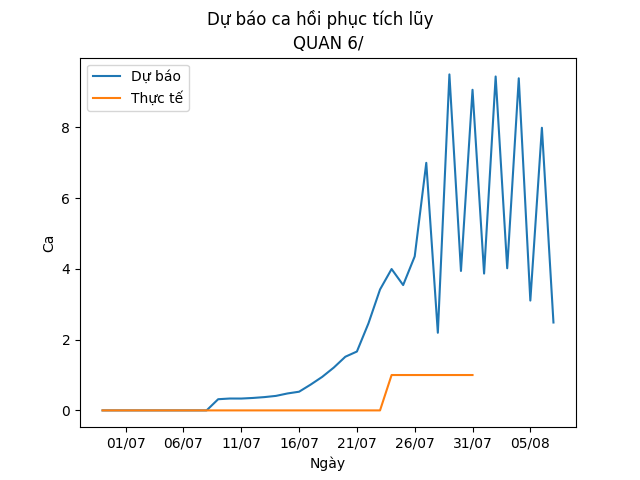 Dự báo ca hồi phục tích lũy
QUAN 6/
Dự báo
Thực tế
8
6
4
2
0
Ca
01/07 06/07 11/07 16/07 21/07 26/07 31/07 05/08
Ngày